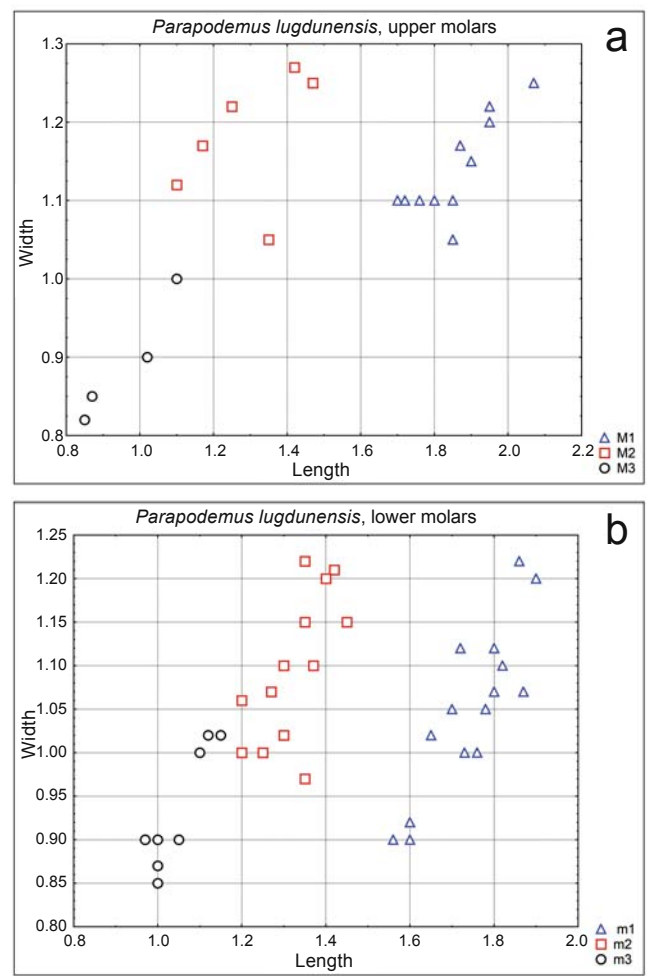 Parapodemus lugdunensis, upper molars
a
1.3
1.2
1.1
1.0
0.9
0.8
Width
0.8 1.0 1.2 1.4 1.6 1.8 2.0 2.2
Length
M1
M2
M3
Parapodemus lugdunensis, lower molars
b
1.25
1.20
1.15
1.10
1.05
1.00
0.95
0.90
0.85
0.80
Width
0.8 1.0 1.2 1.4 1.6 1.8 2.0
Length
m1
m2
m3